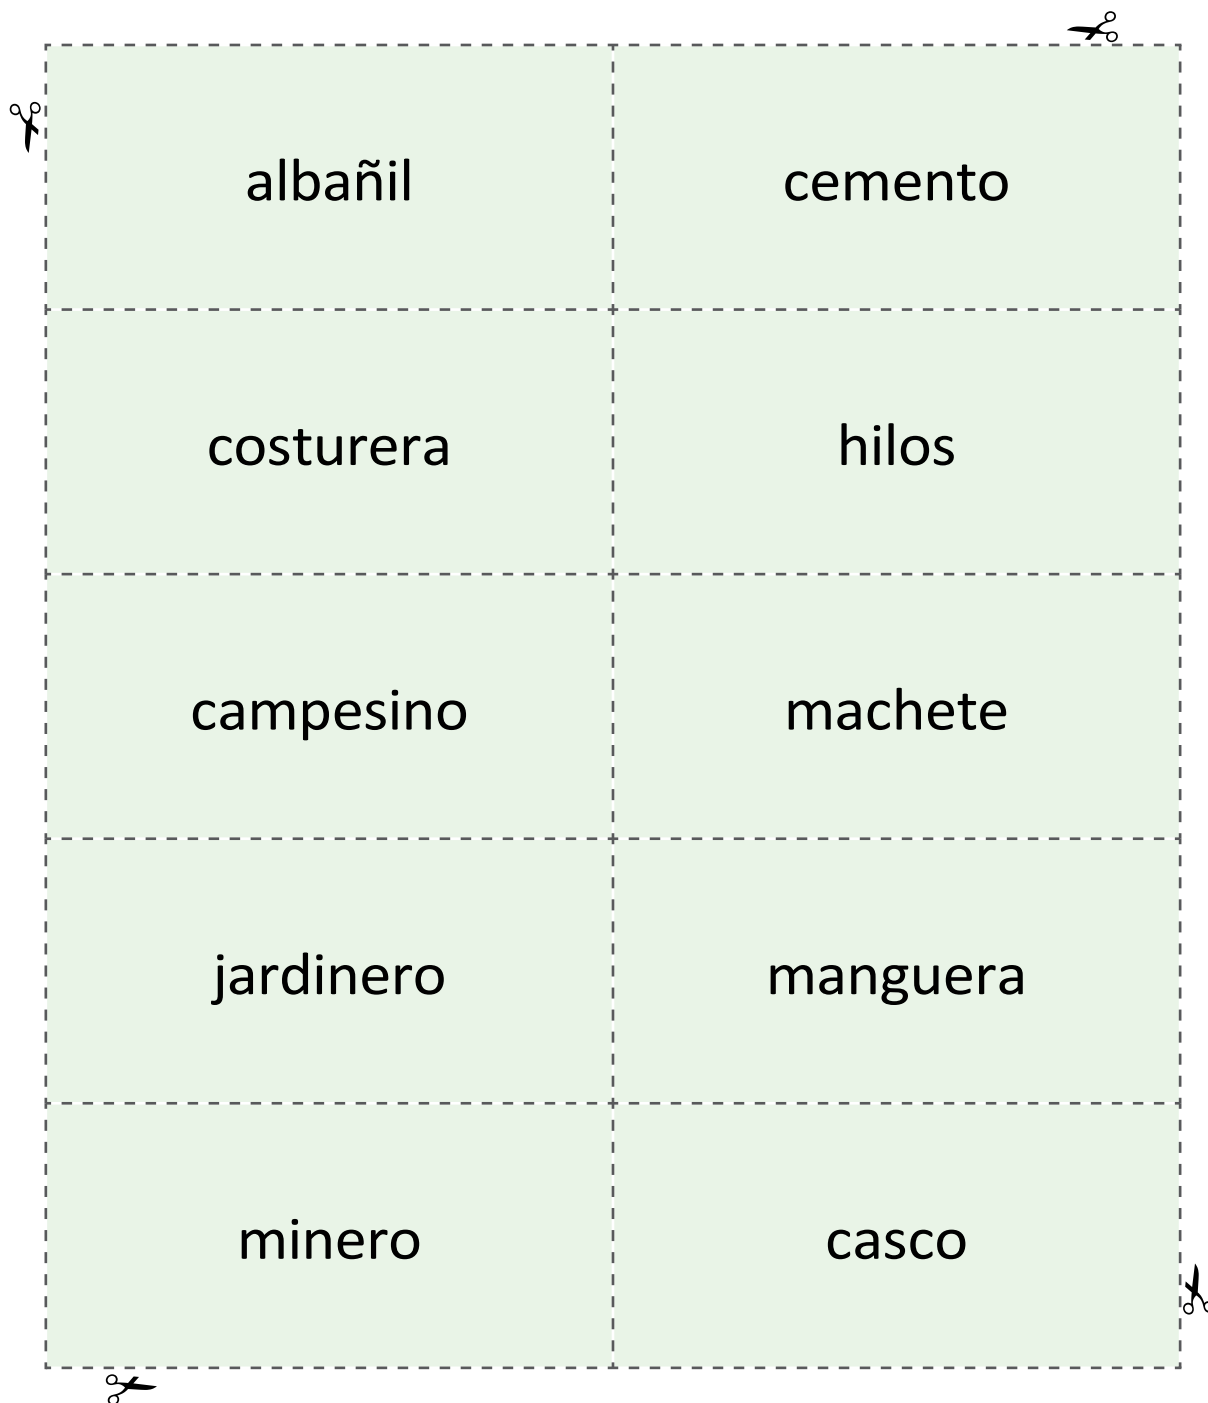 albañil
cemento
costurera
hilos
campesino
machete
jardinero
manguera
minero
casco